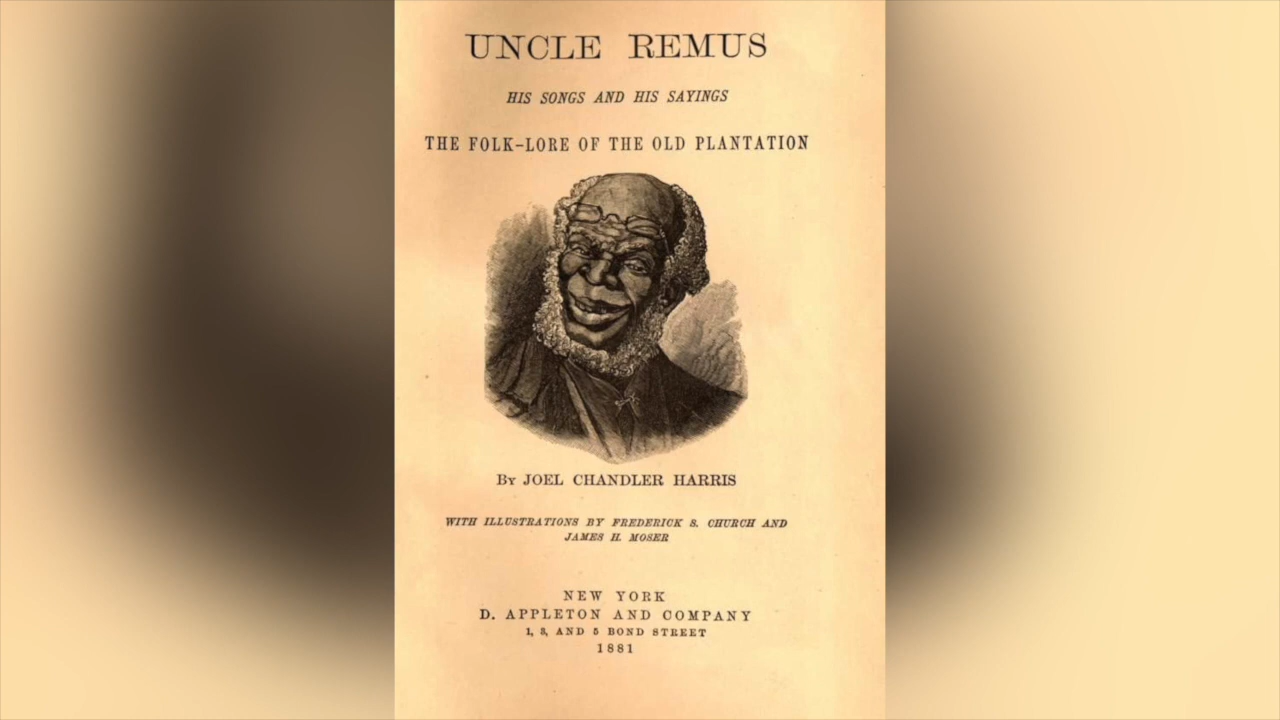 UNCLE REMUS
HIS SONGS AND HIS SAYINGS
THE FOLK-LORE OF THE OLD PLANTATION
By JOEL CHANDLER HARRIS
WITH ILLUSTRATIONS BY FREDERICK S. CHURCH AND
JAMES H. MOSER
NEW YORK
D. APPLETON AND COMPANY
1, 3, AND 5 BOND STREET
1881